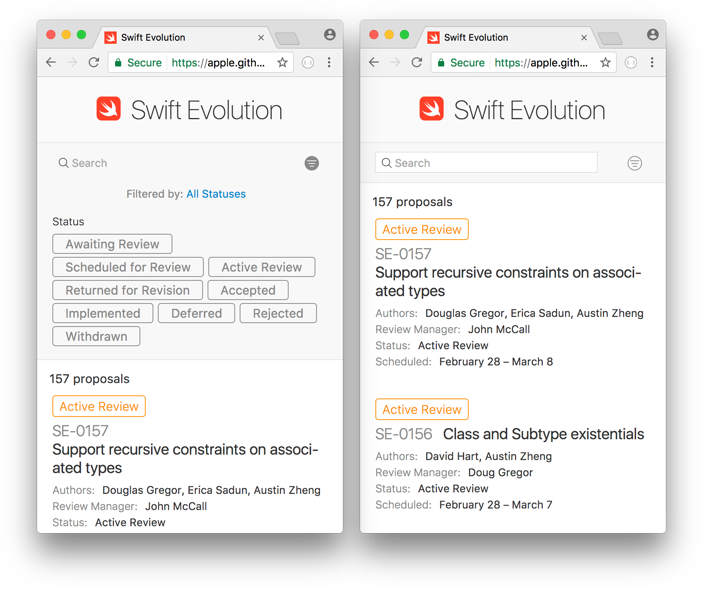 Swift Evolution
Secure https://apple.gith...
Swift Evolution
Search
Filtered by: All Statuses
Status
Awaiting Review
Scheduled for Review Active Review
Returned for Revision Accepted
Implemented Deferred Rejected
Withdrawn
157 proposals
Active Review
SE-0157
Support recursive constraints on associ-
ated types
Authors: Douglas Gregor, Erica Sadun, Austin Zheng
Review Manager: John McCall
Status: Active Review
Swift Evolution
Secure https://apple.gith...
Swift Evolution
Search
157 proposals
Active Review
SE-0157
Support recursive constraints on associ-
ated types
Authors: Douglas Gregor, Erica Sadun, Austin Zheng
Review Manager: John McCall
Status: Active Review
Scheduled: February 28 – March 8
Active Review
SE-0156 Class and Subtype existentials
Authors: David Hart, Austin Zheng
Review Manager: Doug Gregor
Status: Active Review
Scheduled: February 28 – March 7